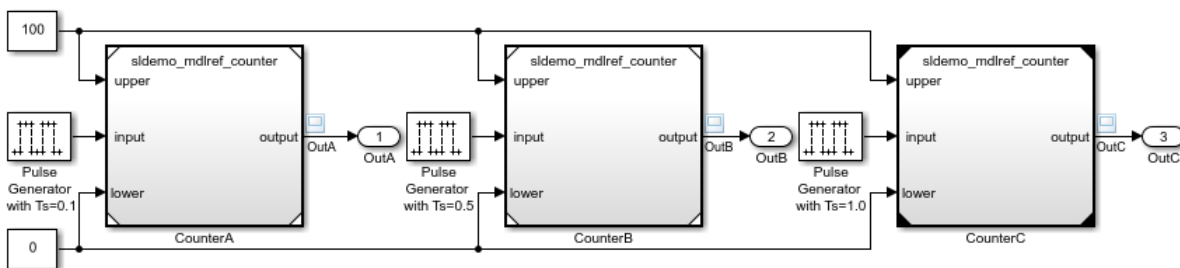 100
sldemo_mdlref_counter
upper
input
output
lower
CounterA
Pulse
Generator
with Ts=0.1
OutA
1
OutA
sldemo_mdlref_counter
upper
input
output
lower
CounterB
Pulse
Generator
with Ts=0.5
OutB
2
OutB
sldemo_mdlref_counter
upper
input
output
lower
CounterC
Pulse
Generator
with Ts=1.0
OutC
3
OutC
0